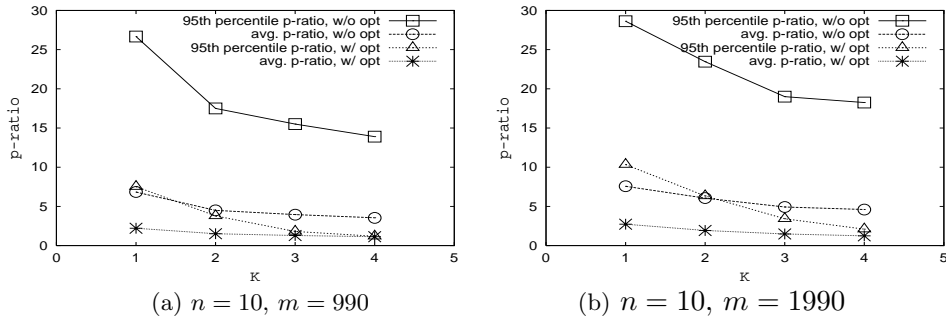 30
25
20
15
10
5
0
p-ratio
95th percentile p-ratio, w/o opt
avg. p-ratio, w/o opt
95th percentile p-ratio, w/ opt
avg. p-ratio, w/ opt
0 1 2 3 4 5
K
(a) n = 10, m = 990
30
25
20
15
10
5
0
p-ratio
95th percentile p-ratio, w/o opt
avg. p-ratio, w/o opt
95th percentile p-ratio, w/ opt
avg. p-ratio, w/ opt
0 1 2 3 4 5
K
(b) n = 10, m = 1990